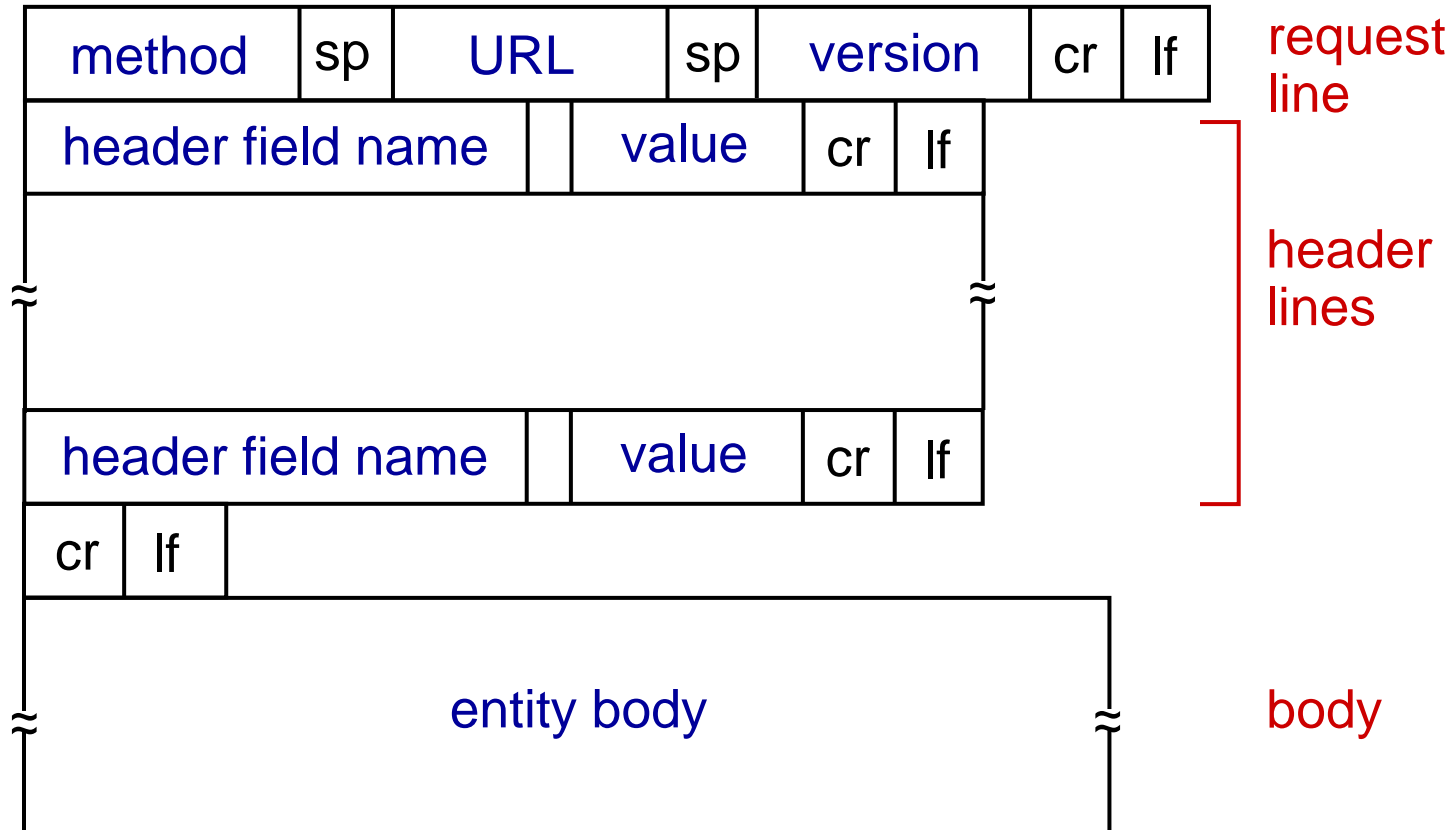 method sp URL sp version cr lf request
line
header field name value cr lf
header
lines
≈ ≈
header field name value cr lf
cr lf
≈ entity body ≈ body